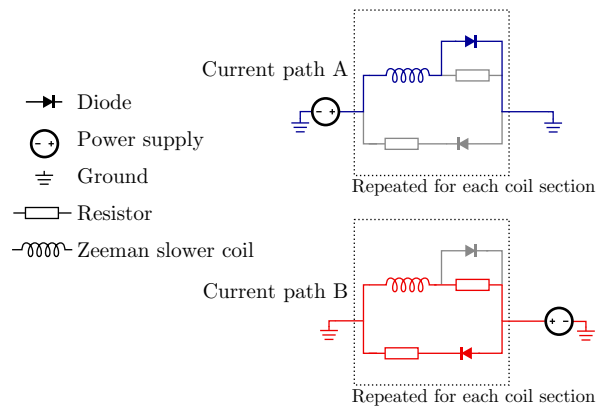 Current path A
Diode
Power supply
Ground
Resistor
Zeeman slower coil
- +
Repeated for each coil section
Current path B
+ -
Repeated for each coil section